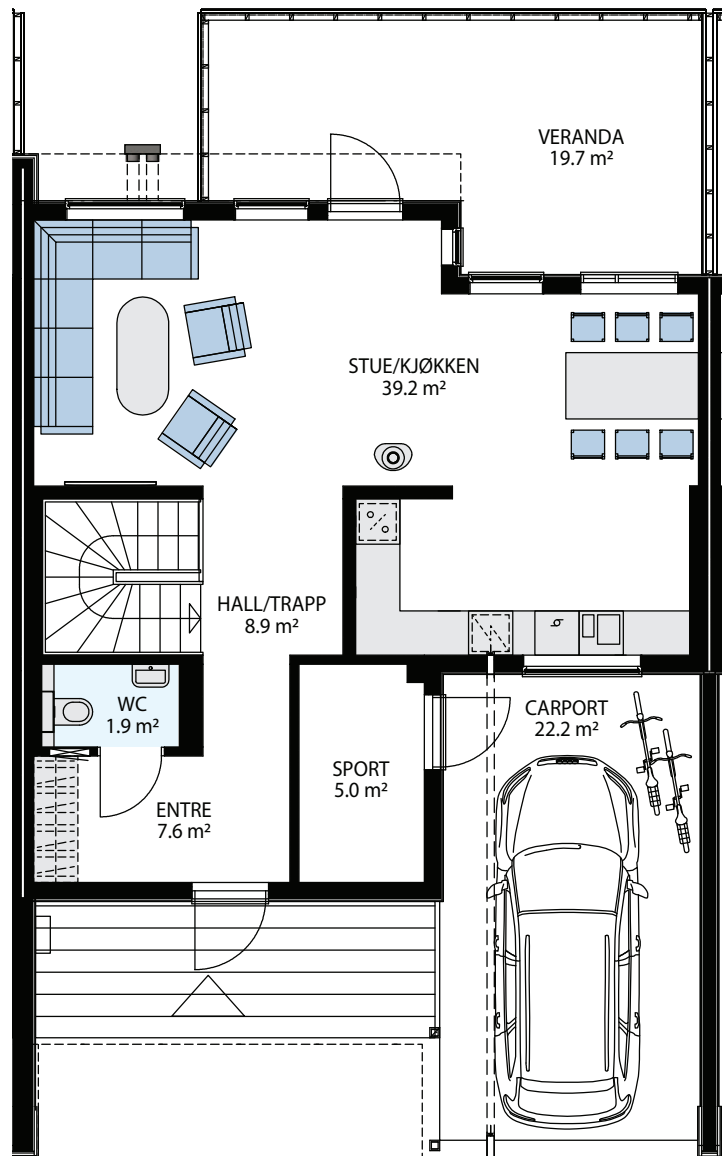 VERANDA
19.7 m²
STUE/KJØKKEN
39.2 m²
HALL/TRAPP
8.9 m²
WC
1.9 m²
CARPORT
22.2 m²
SPORT
5.0 m²
ENTRE
7.6 m²